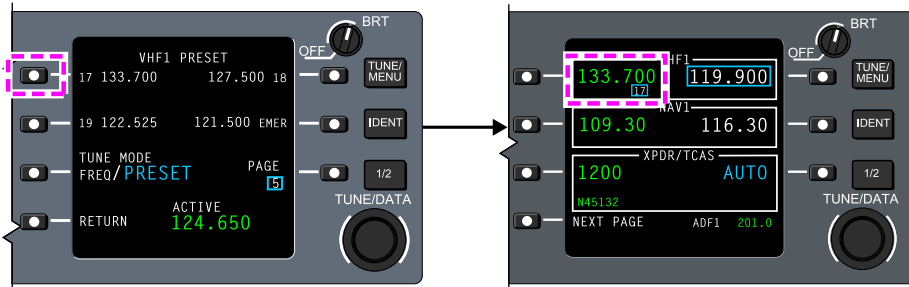 BRT
OFF
VHF1 PRESET
17 133.700 127.500 18
19 122.525 121.500 EMER
TUNE MODE
FREQ/PRESET PAGE
5
ACTIVE
RETURN 124.650
TUNE/
MENU
IDENT
1/2
TUNE/DATA
BRT
OFF
HF1
133.700 119.900
17
NAV1
109.30 116.30
XPDR/TCAS
1200 AUTO
N45132
NEXT PAGE ADF1 201.0
TUNE/
MENU
IDENT
1/2
TUNE/DATA